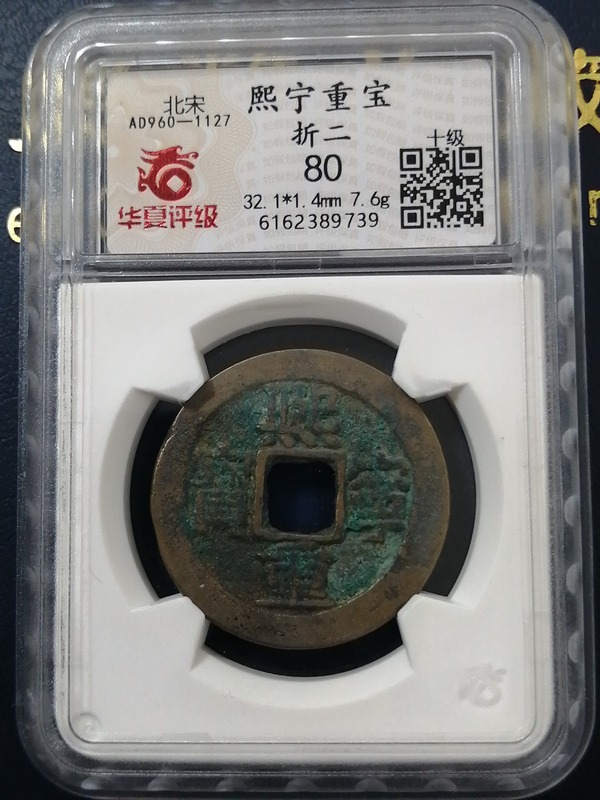 北宋
AD960—1127
华夏评级
熙宁重宝
折二
80
32.1*1.4mm 7.6g
6162389739
十级
熙
寶 寧
重